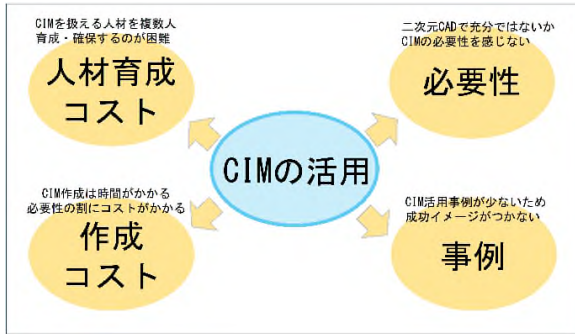 CIMを扱える人材を複数人
育成・確保するのが困難
人材育成
コスト
二次元CADで充分ではないか
CIMの必要性を感じない
必要性
CIMの活用
CIM作成は時間がかかる
必要性の割にコストがかかる
作成
コスト
CIM活用事例が少ないため
成功イメージがつかない
事例